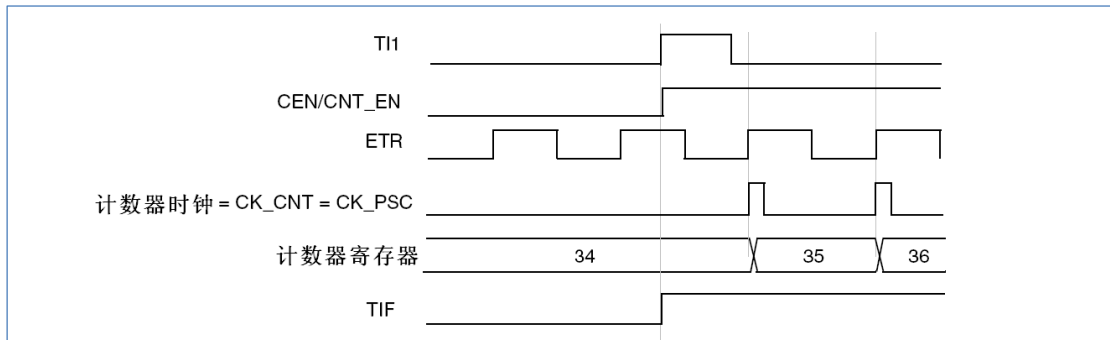 TI1
CEN/CNT_EN
ETR
计数器时钟 = CK_CNT = CK_PSC
计数器寄存器
34
35
36
TIF